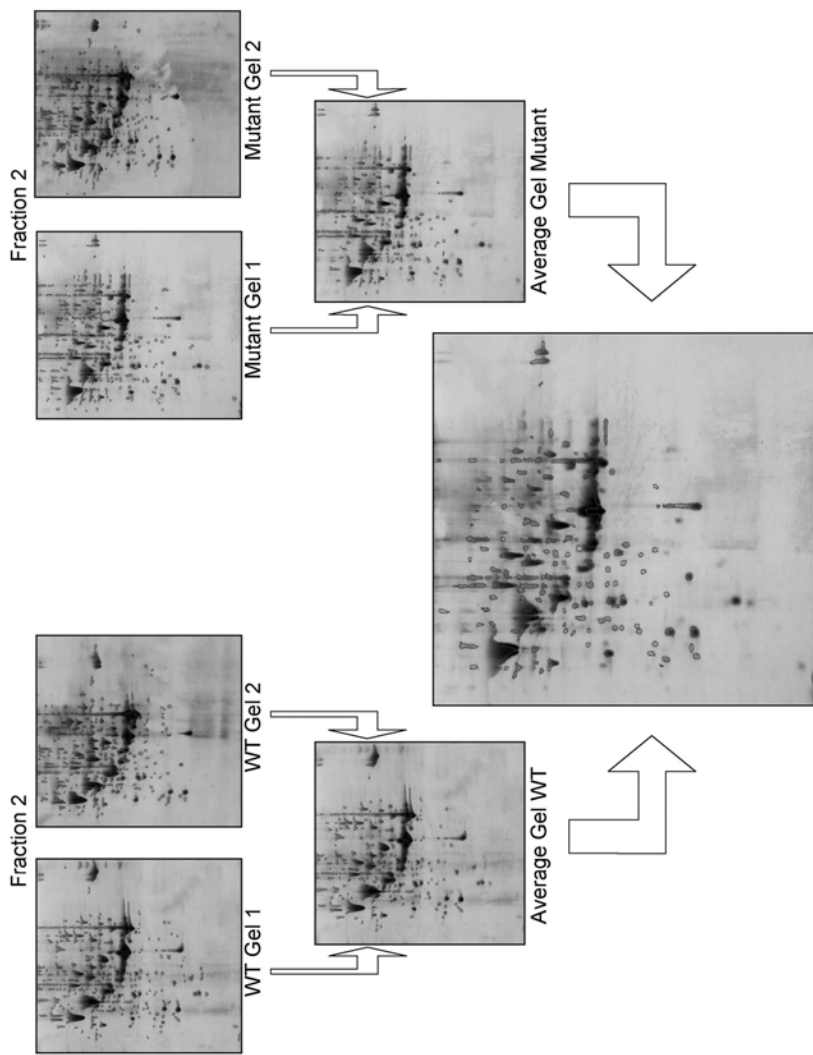 Fraction 2
Fraction 2
WT Gel 1
WT Gel 2
Mutant Gel 1
Mutant Gel 2
Average Gel WT
Average Gel Mutant